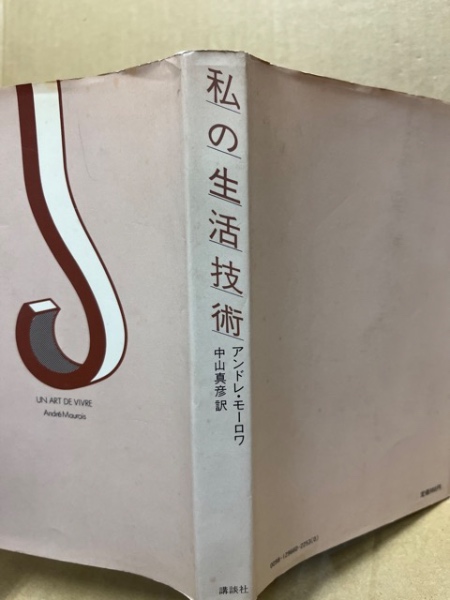 私の生活技術
アンドレ・モーロワ
中山真彦訳
講談社
UN ART DE VIVRE
André Maurois